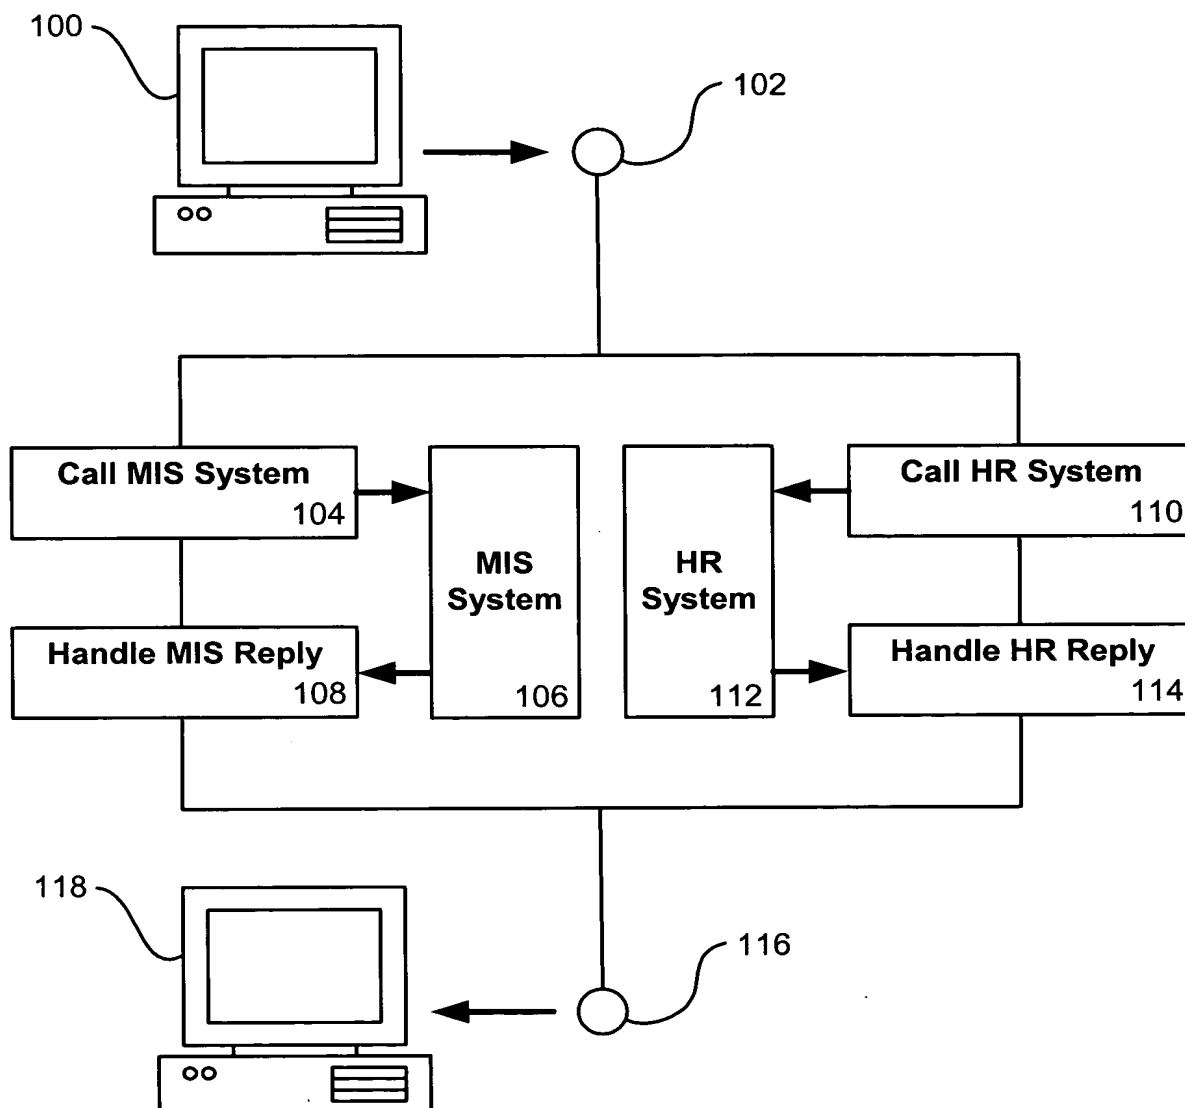 100
102
Call MIS System
104
MIS
System
106
HR
System
112
Call HR System
110
Handle MIS Reply
108
Handle HR Reply
114
118
116